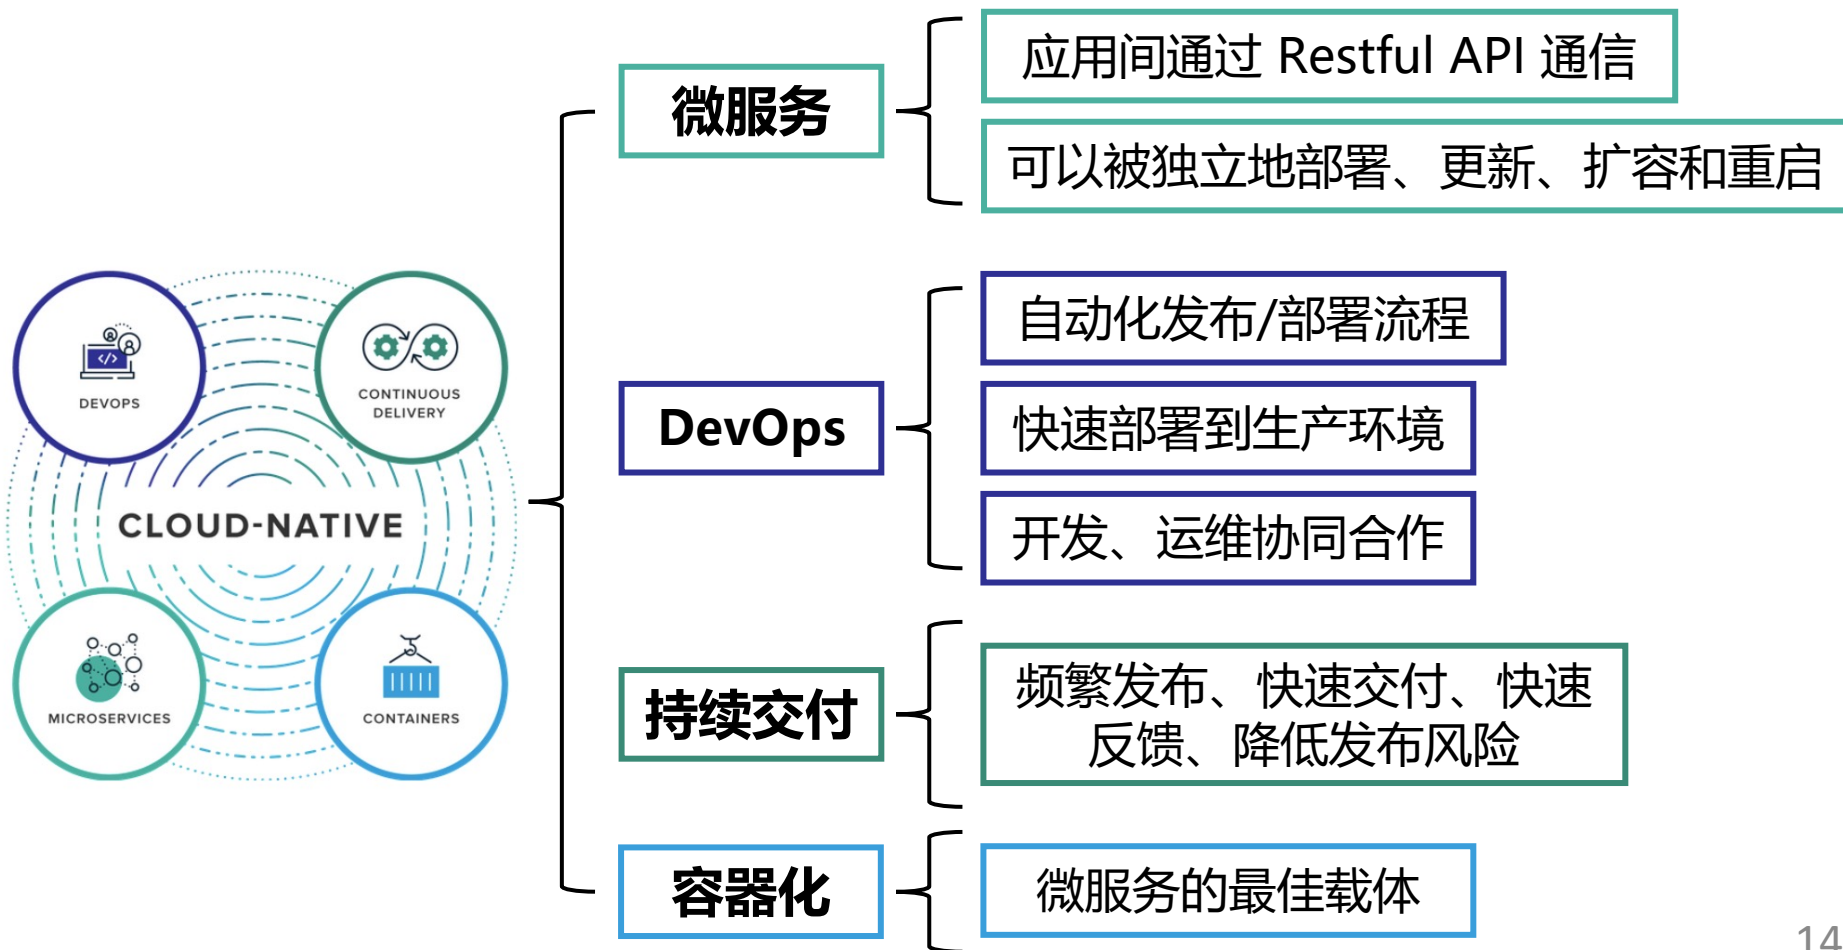 DEVOPS
CONTINUOUS
DELIVERY
CLOUD-NATIVE
MICROSERVICES
CONTAINERS
微服务
应用间通过 Restful API 通信
可以被独立地部署、更新、扩容和重启
DevOps
自动化发布/部署流程
快速部署到生产环境
开发、运维协同合作
持续交付
频繁发布、快速交付、快速
反馈、降低发布风险
容器化
微服务的最佳载体
14